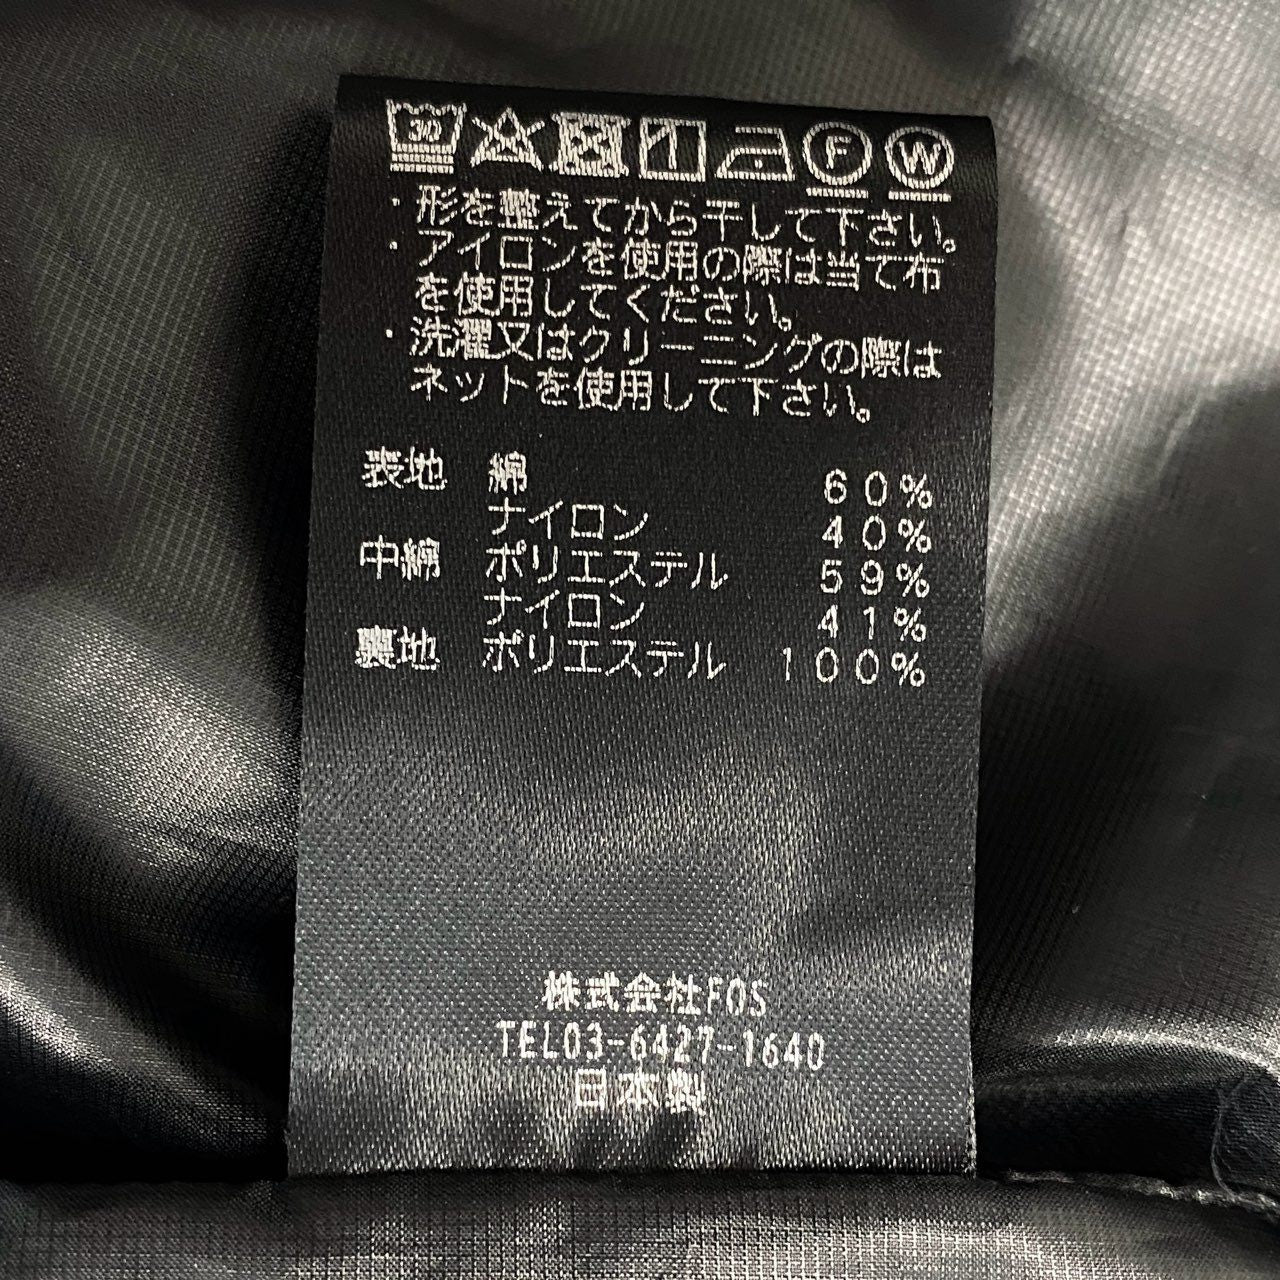 30 F W
・形を整えてから干して下さい。
・アイロンを使用の際は当て布
を使用してください。
・洗濯又はクリーニングの際は
ネットを使用して下さい。
表地 綿 60%
ナイロン 40%
中綿 ポリエステル 59%
ナイロン 41%
裏地 ポリエステル 100%
株式会社FOS
TEL03-6427-1640
日本製